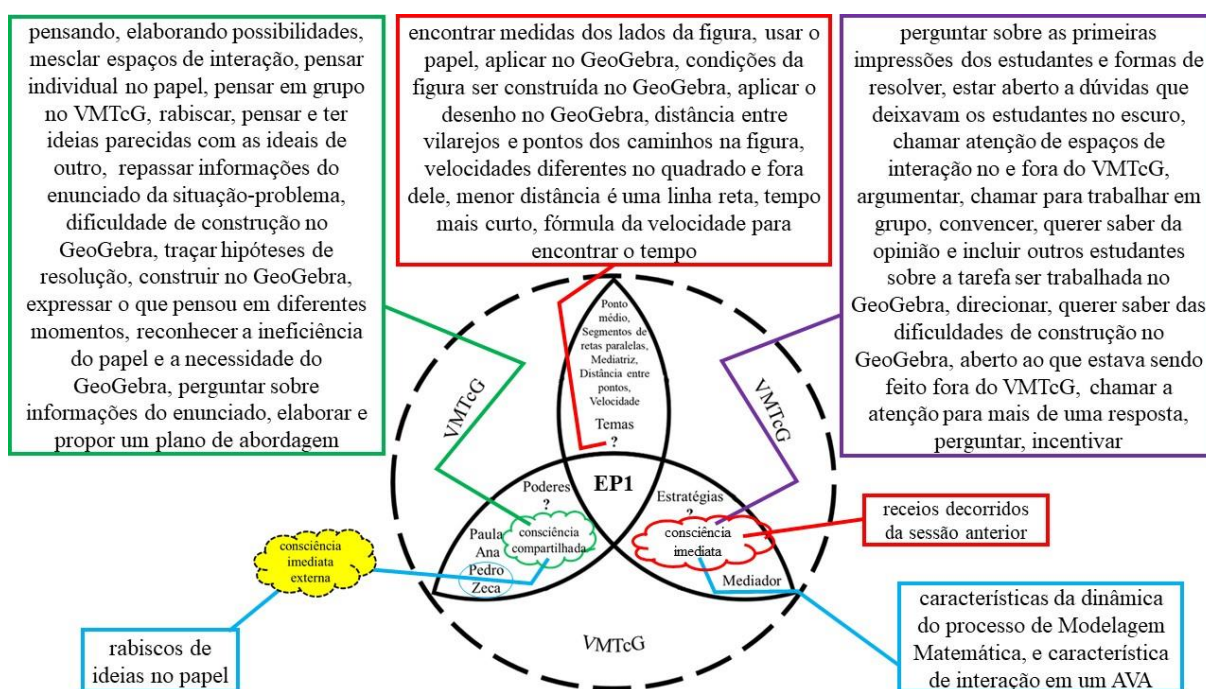 pensando, elaborando possibilidades,
mesclar espaços de interação, pensar
individual no papel, pensar em grupo
no VMTcG, rabiscar, pensar e ter
ideias parecidas com as ideais de
outro, repassar informações do
enunciado da situação-problema,
dificuldade de construção no
GeoGebra, traçar hipóteses de
resolução, construir no GeoGebra,
expressar o que pensou em diferentes
momentos, reconhecer a ineficiência
do papel e a necessidade do
GeoGebra, perguntar sobre
informações do enunciado, elaborar e
propor um plano de abordagem
encontrar medidas dos lados da figura, usar o
papel, aplicar no GeoGebra, condições da
figura ser construída no GeoGebra, aplicar o
desenho no GeoGebra, distância entre
vilarejos e pontos dos caminhos na figura,
velocidades diferentes no quadrado e fora
dele, menor distância é uma linha reta, tempo
mais curto, fórmula da velocidade para
encontrar o tempo
perguntar sobre as primeiras
impressões dos estudantes e formas de
resolver, estar aberto a dúvidas que
deixavam os estudantes no escuro,
chamar atenção de espaços de
interação no e fora do VMTcG,
argumentar, chamar para trabalhar em
grupo, convencer, querer saber da
opinião e incluir outros estudantes
sobre a tarefa ser trabalhada no
GeoGebra, direcionar, querer saber das
dificuldades de construção no
GeoGebra, aberto ao que estava sendo
feito fora do VMTcG, chamar a
atenção para mais de uma resposta,
perguntar, incentivar
Ponto
médio,
Segmentos de
retas paralelas,
Mediatriz,
Distância entre
pontos,
Velocidade
Temas
?
VMTcG
VMTcG
EP1
Poderes
?
consciência
compartilhada
Paula
Ana
Pedro
Zeca
Estratégias
?
consciência
imediata
Mediador
receios decorridos
da sessão anterior
consciência
imediata
externa
rabiscos de
ideias no papel
VMTcG
características da dinâmica
do processo de Modelagem
Matemática, e característica
de interação em um AVA